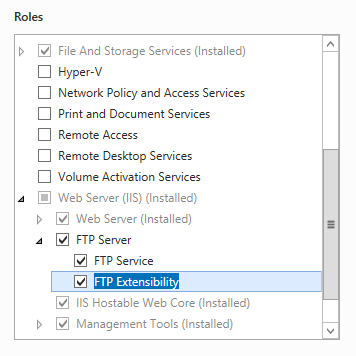 Roles
File And Storage Services (Installed)
Hyper-V
Network Policy and Access Services
Print and Document Services
Remote Access
Remote Desktop Services
Volume Activation Services
Web Server (IIS) (Installed)
Web Server (Installed)
FTP Server
FTP Service
FTP Extensibility
IIS Hostable Web Core (Installed)
Management Tools (Installed)